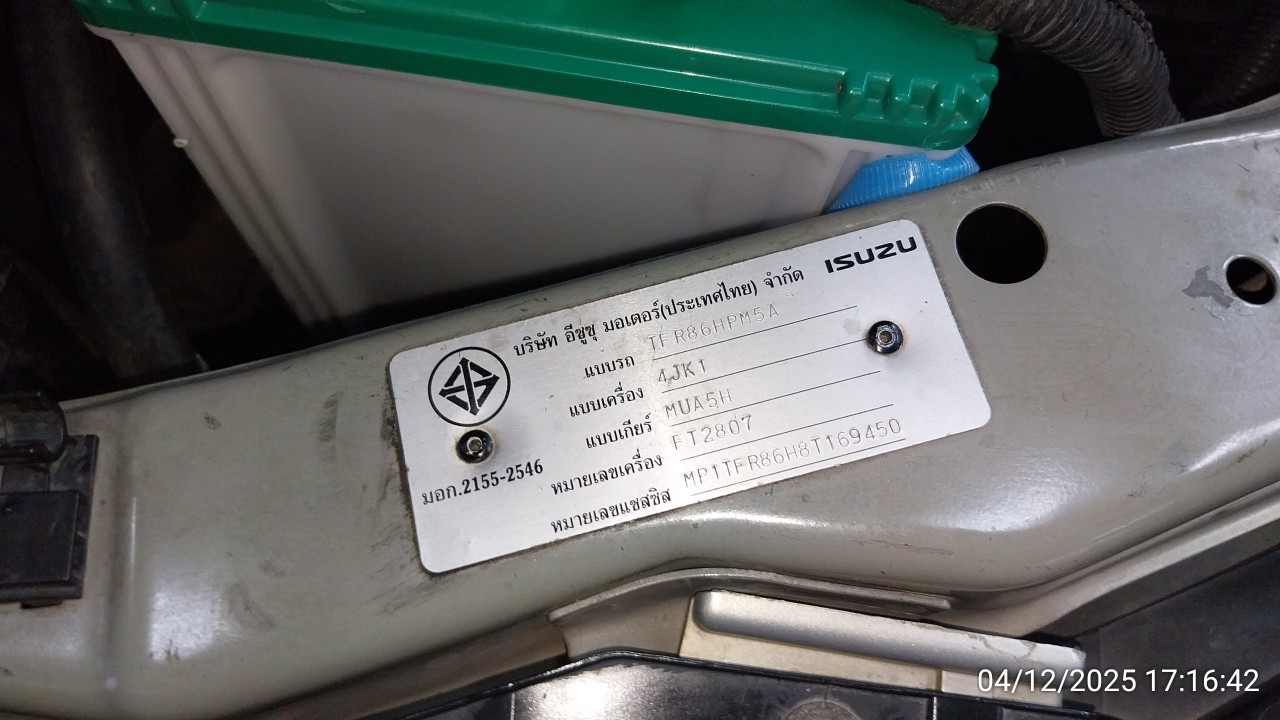 บริษัท อีซูซุ มอเตอร์(ประเทศไทย) จำกัด ISUZU
แบบรถ TFR86HPM5A
แบบเครื่อง 4JK1
แบบเกียร์ MUA5H
หมายเลขเครื่อง FT2807
หมายเลขแชสซิส MP1TFR86H8T169450
มอก.2155-2546
04/12/2025 17:16:42